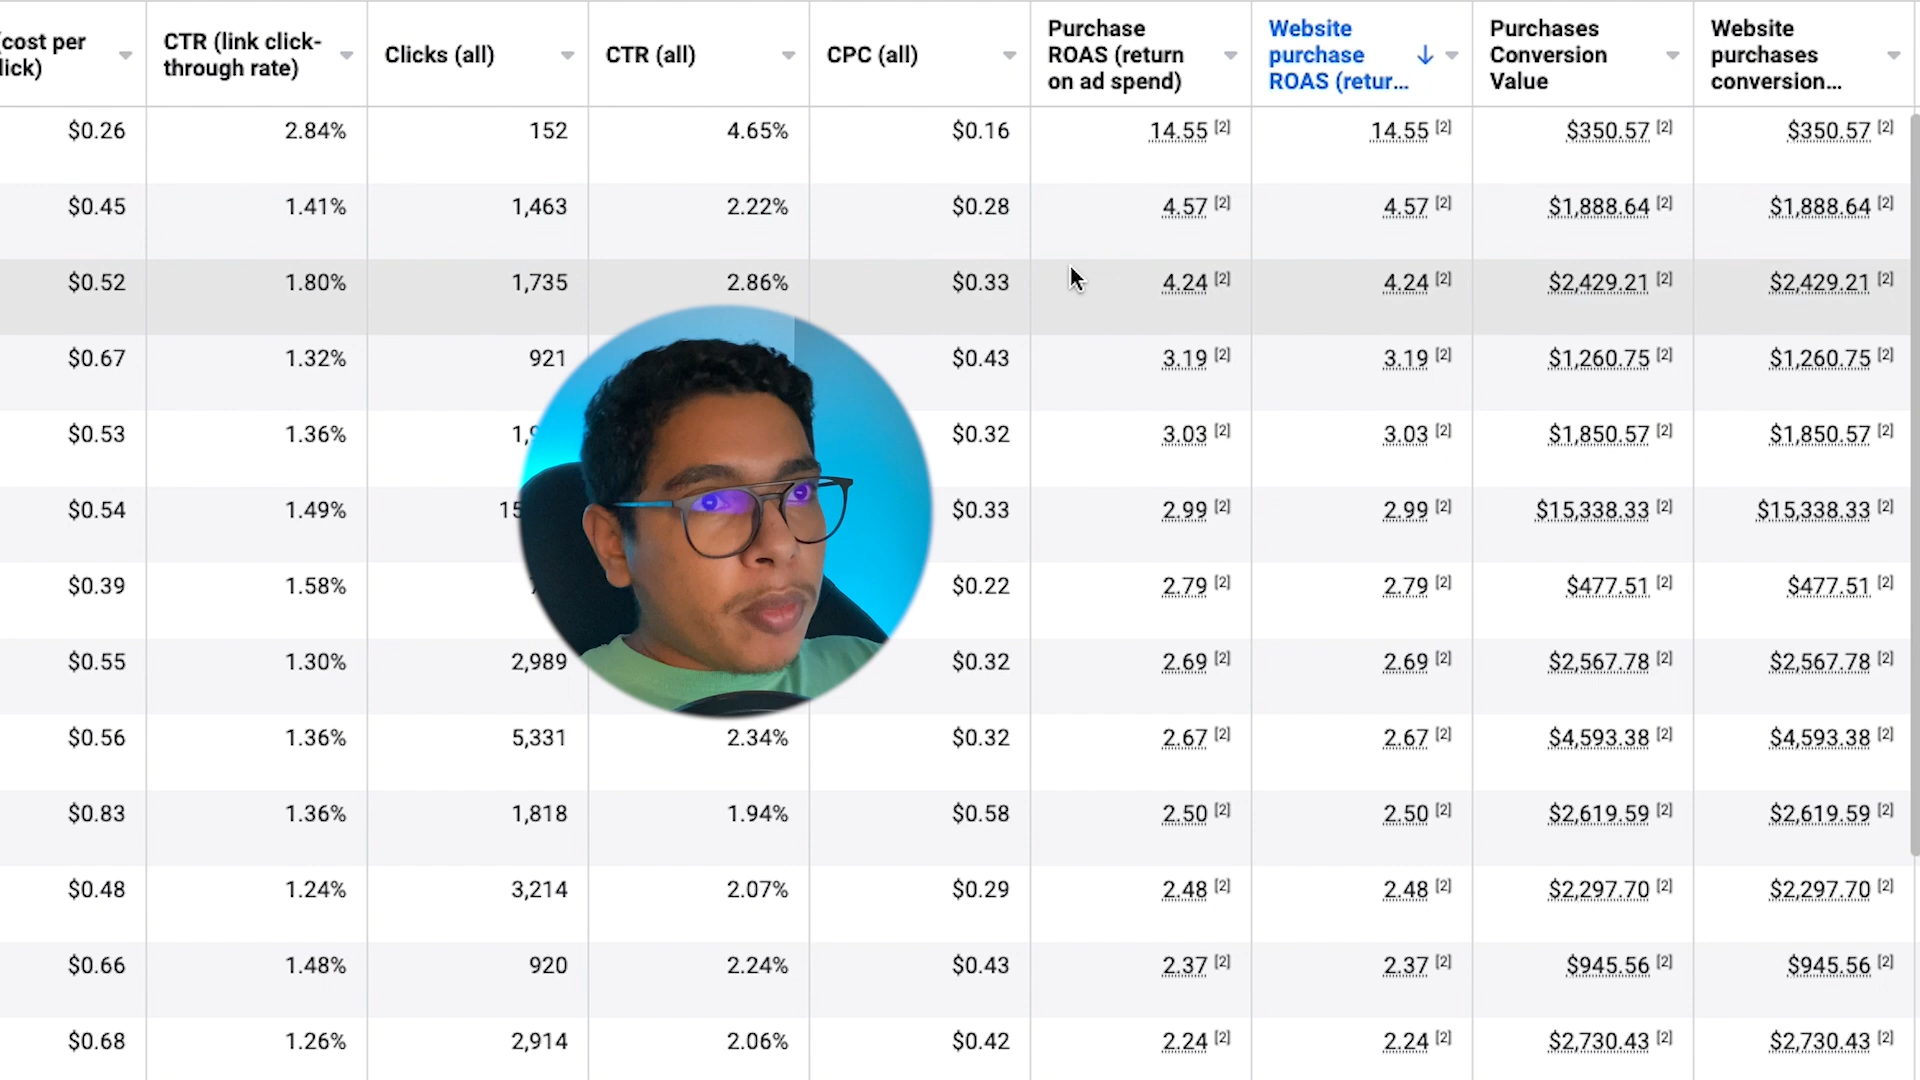 (cost per
lick)
CTR (link click-
through rate)
Clicks (all)
CTR (all)
CPC (all)
Purchase
ROAS (return
on ad spend)
Website
purchase
ROAS (retur...
Purchases
Conversion
Value
Website
purchases
conversion...
$0.26 2.84% 152 4.65% $0.16 14.55 [2] 14.55 [2] $350.57 [2] $350.57 [2]
$0.45 1.41% 1,463 2.22% $0.28 4.57 [2] 4.57 [2] $1,888.64 [2] $1,888.64 [2]
$0.52 1.80% 1,735 2.86% $0.33 4.24 [2] 4.24 [2] $2,429.21 [2] $2,429.21 [2]
$0.67 1.32% 921 $0.43 3.19 [2] 3.19 [2] $1,260.75 [2] $1,260.75 [2]
$0.53 1.36% $0.32 3.03 [2] 3.03 [2] $1,850.57 [2] $1,850.57 [2]
$0.54 1.49% $0.33 2.99 [2] 2.99 [2] $15,338.33 [2] $15,338.33 [2]
$0.39 1.58% $0.22 2.79 [2] 2.79 [2] $477.51 [2] $477.51 [2]
$0.55 1.30% 2,989 $0.32 2.69 [2] 2.69 [2] $2,567.78 [2] $2,567.78 [2]
$0.56 1.36% 5,331 2.34% $0.32 2.67 [2] 2.67 [2] $4,593.38 [2] $4,593.38 [2]
$0.83 1.36% 1,818 1.94% $0.58 2.50 [2] 2.50 [2] $2,619.59 [2] $2,619.59 [2]
$0.48 1.24% 3,214 2.07% $0.29 2.48 [2] 2.48 [2] $2,297.70 [2] $2,297.70 [2]
$0.66 1.48% 920 2.24% $0.43 2.37 [2] 2.37 [2] $945.56 [2] $945.56 [2]
$0.68 1.26% 2,914 2.06% $0.42 2.24 [2] 2.24 [2] $2,730.43 [2] $2,730.43 [2]